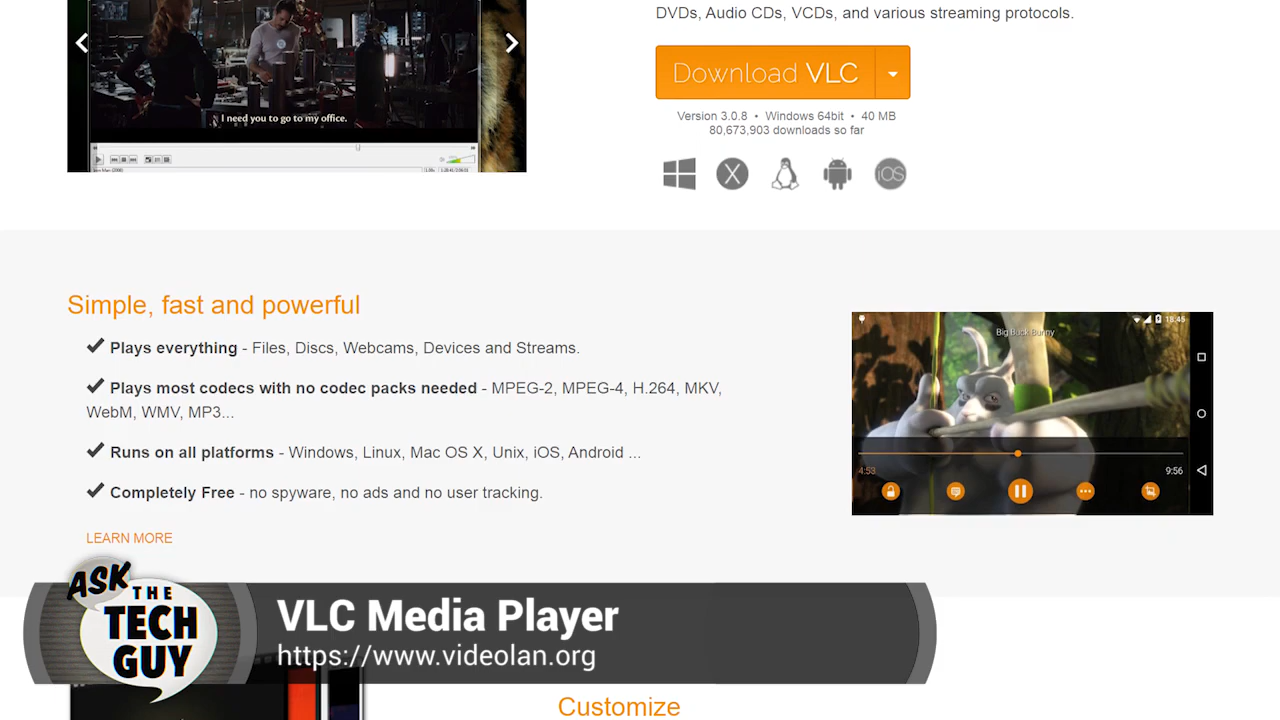 DVDs, Audio CDs, VCDs, and various streaming protocols.
I need you to go to my office.
Download VLC
Version 3.0.8 • Windows 64bit • 40 MB
80,673,903 downloads so far
iOS
Simple, fast and powerful
Plays everything - Files, Discs, Webcams, Devices and Streams.
Plays most codecs with no codec packs needed - MPEG-2, MPEG-4, H.264, MKV,
WebM, WMV, MP3...
Runs on all platforms - Windows, Linux, Mac OS X, Unix, iOS, Android ...
Completely Free - no spyware, no ads and no user tracking.
LEARN MORE
18:45
Big Buck Bunny
4:53
9:56
ASK
THE
TECH
GUY
VLC Media Player
https://www.videolan.org
Customize